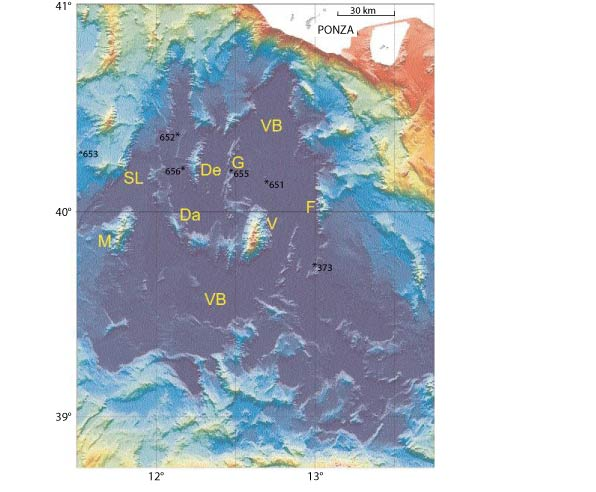 41°
30 km
PONZA
VB
652*
*653
G
De
656*
*655
SL
*651
F
40°
Da
V
M
*373
VB
39°
12°
13°